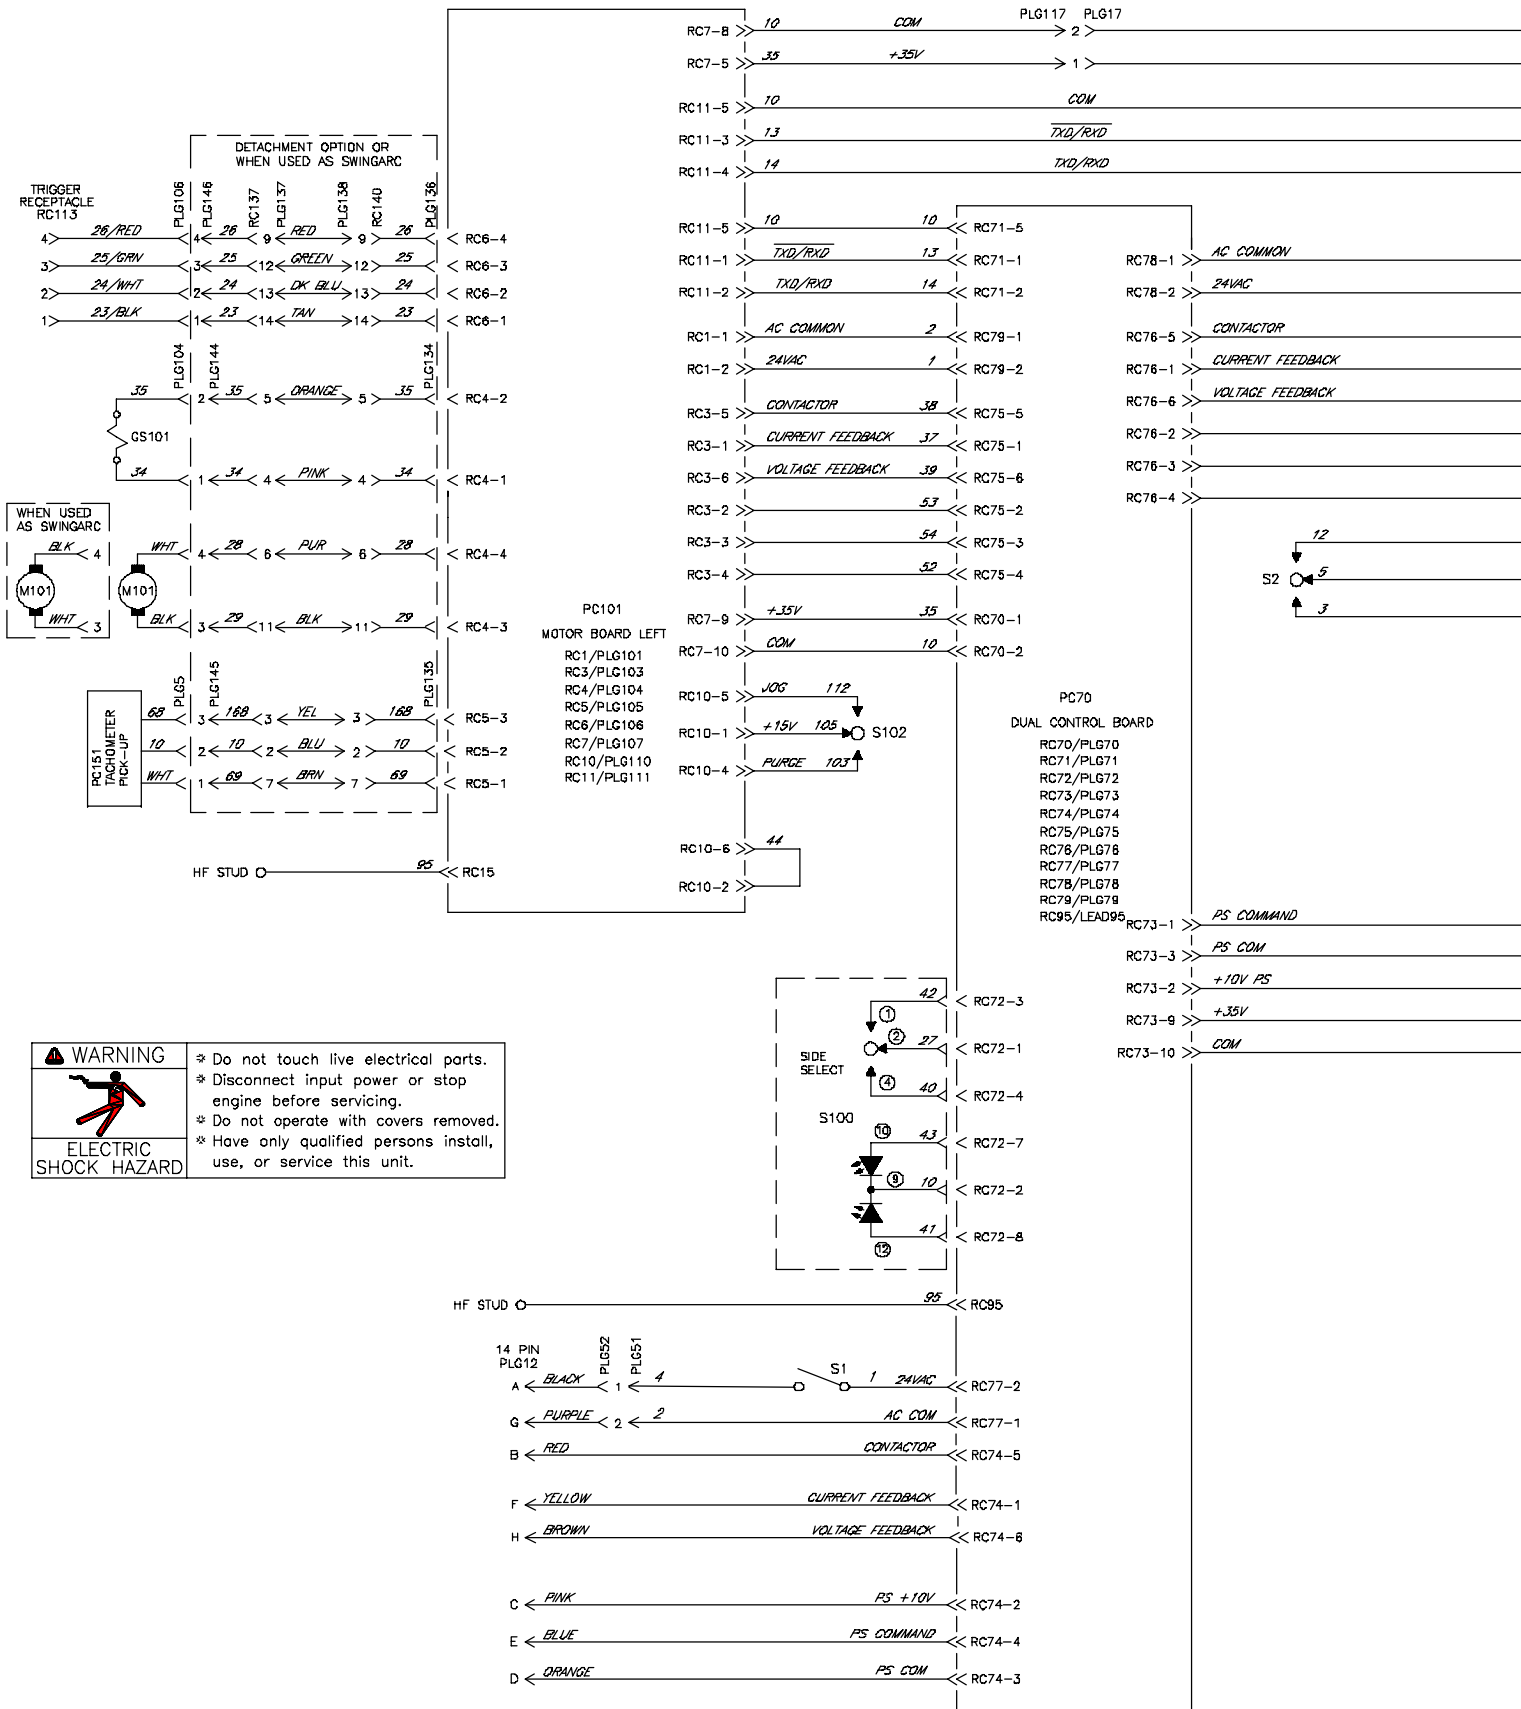 PLG117 PLG17
RC7-8 10 COM 2
RC7-5 35 +35V 1
RC11-5 10 COM
RC11-3 13 TXD/RXD
RC11-4 14 TXD/RXD
DETACHMENT OPTION OR
WHEN USED AS SWINGARC
TRIGGER
RECEPTACLE
RC113
PLG106 PLG146 RC137 PLG137 PLG138 RC140 PLG136
4 26/RED 4 26 9 RED 9 26 RC6-4
3 25/GRN 3 25 12 GREEN 12 25 RC6-3
2 24/WHT 2 24 13 DK BLU 13 24 RC6-2
1 23/BLK 1 23 14 TAN 14 23 RC6-1
PLG104 PLG144 PLG134
35 2 35 5 ORANGE 5 35 RC4-2
GS101
34 1 34 4 PINK 4 34 RC4-1
WHEN USED
AS SWINGARC
BLK 4 WHT 4 28 6 PUR 6 28 RC4-4
M101 M101
WHT 3 BLK 3 29 11 BLK 11 29 RC4-3
PLG5 PLG145 PLG135
PC151
TACHOMETER
PICK-UP
68 3 168 3 YEL 3 168 RC5-3
10 2 10 2 BLU 2 10 RC5-2
WHT 1 69 7 BRN 7 69 RC5-1
HF STUD 95 RC15
PC101
MOTOR BOARD LEFT
RC1/PLG101
RC3/PLG103
RC4/PLG104
RC5/PLG105
RC6/PLG106
RC7/PLG107
RC10/PLG110
RC11/PLG111
RC11-5 10 10 RC71-5
RC11-1 TXD/RXD 13 RC71-1
RC11-2 TXD/RXD 14 RC71-2
RC1-1 AC COMMON 2 RC79-1
RC1-2 24VAC 1 RC79-2
RC3-5 CONTACTOR 38 RC75-5
RC3-1 CURRENT FEEDBACK 37 RC75-1
RC3-6 VOLTAGE FEEDBACK 39 RC75-6
RC3-2 53 RC75-2
RC3-3 54 RC75-3
RC3-4 52 RC75-4
RC7-9 +35V 35 RC70-1
RC7-10 COM 10 RC70-2
RC10-5 JOG 112
RC10-1 +15V 105 S102
RC10-4 PURGE 103
RC10-6 44
RC10-2
RC78-1 AC COMMON
RC78-2 24VAC
RC76-5 CONTACTOR
RC76-1 CURRENT FEEDBACK
RC76-6 VOLTAGE FEEDBACK
RC76-2
RC76-3
RC76-4
12
S2 5
3
PC70
DUAL CONTROL BOARD
RC70/PLG70
RC71/PLG71
RC72/PLG72
RC73/PLG73
RC74/PLG74
RC75/PLG75
RC76/PLG76
RC77/PLG77
RC78/PLG78
RC79/PLG79
RC95/LEAD95
RC73-1 PS COMMAND
RC73-3 PS COM
RC73-2 +10V PS
RC73-9 +35V
RC73-10 COM
SIDE
SELECT
S100
1 42 RC72-3
2 27 RC72-1
4 40 RC72-4
10 43 RC72-7
9 10 RC72-2
12 41 RC72-8
WARNING
ELECTRIC
SHOCK HAZARD
* Do not touch live electrical parts.
* Disconnect input power or stop
engine before servicing.
* Do not operate with covers removed.
* Have only qualified persons install,
use, or service this unit.
HF STUD 95 RC95
14 PIN
PLG12
PLG52 PLG51
A BLACK 1 4 S1 1 24VAC RC77-2
G PURPLE 2 2 AC COM RC77-1
B RED CONTACTOR RC74-5
F YELLOW CURRENT FEEDBACK RC74-1
H BROWN VOLTAGE FEEDBACK RC74-6
C PINK PS +10V RC74-2
E BLUE PS COMMAND RC74-4
D ORANGE PS COM RC74-3